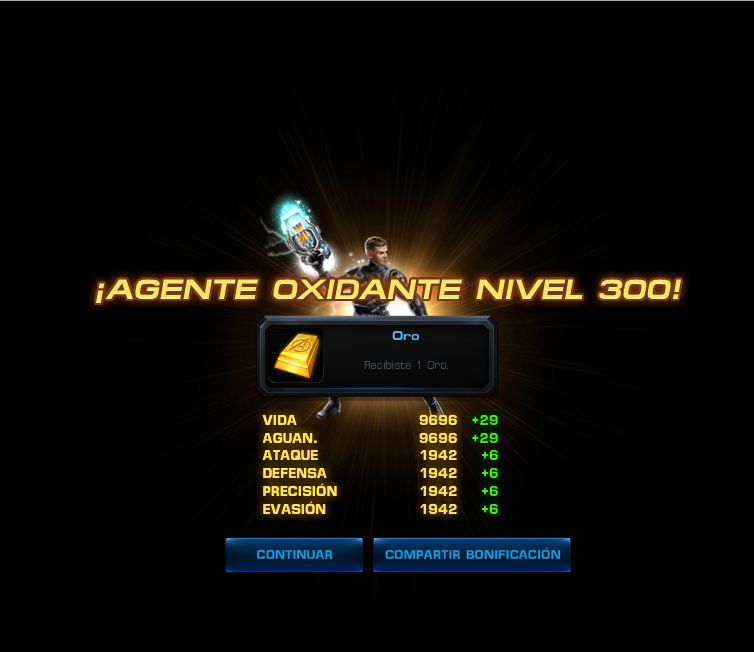 ¡AGENTE OXIDANTE NIVEL 300!
Oro
Recibiste 1 Oro.
VIDA 9696 +29
AGUAN. 9696 +29
ATAQUE 1942 +6
DEFENSA 1942 +6
PRECISIÓN 1942 +6
EVASIÓN 1942 +6
CONTINUAR COMPARTIR BONIFICACIÓN